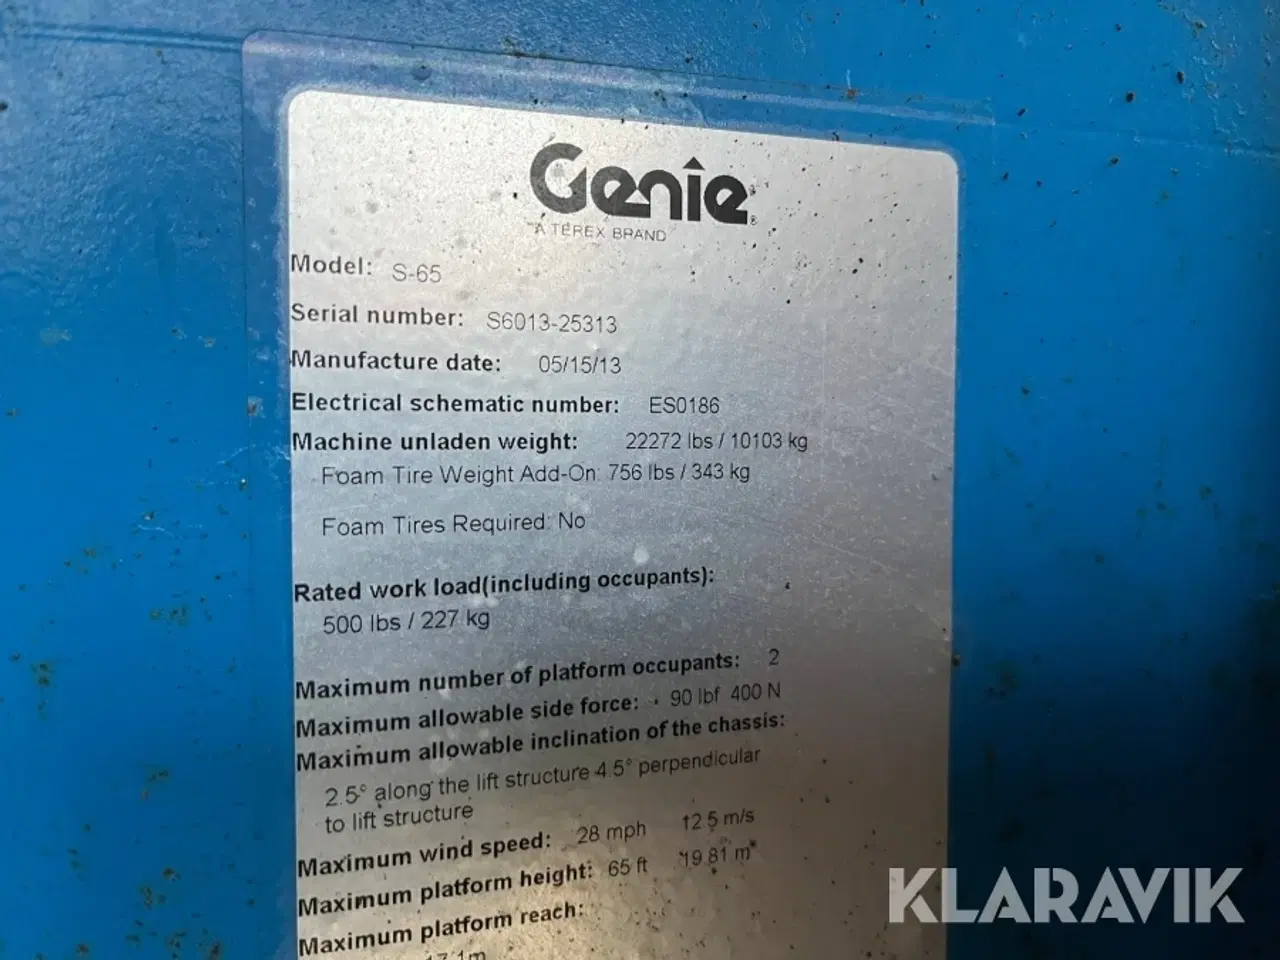 Genie
A TEREX BRAND
Model: S-65
Serial number: S6013-25313
Manufacture date: 05/15/13
Electrical schematic number: ES0186
Machine unladen weight: 22272 lbs / 10103 kg
Foam Tire Weight Add-On: 756 lbs / 343 kg
Foam Tires Required: No
Rated work load(including occupants):
500 lbs / 227 kg
Maximum number of platform occupants: 2
Maximum allowable side force: 90 lbf 400 N
Maximum allowable inclination of the chassis:
2.5° along the lift structure 4.5° perpendicular
to lift structure
Maximum wind speed: 28 mph 12.5 m/s
Maximum platform height: 65 ft 19.81 m
Maximum platform reach:
17.1m
KLARAVIK